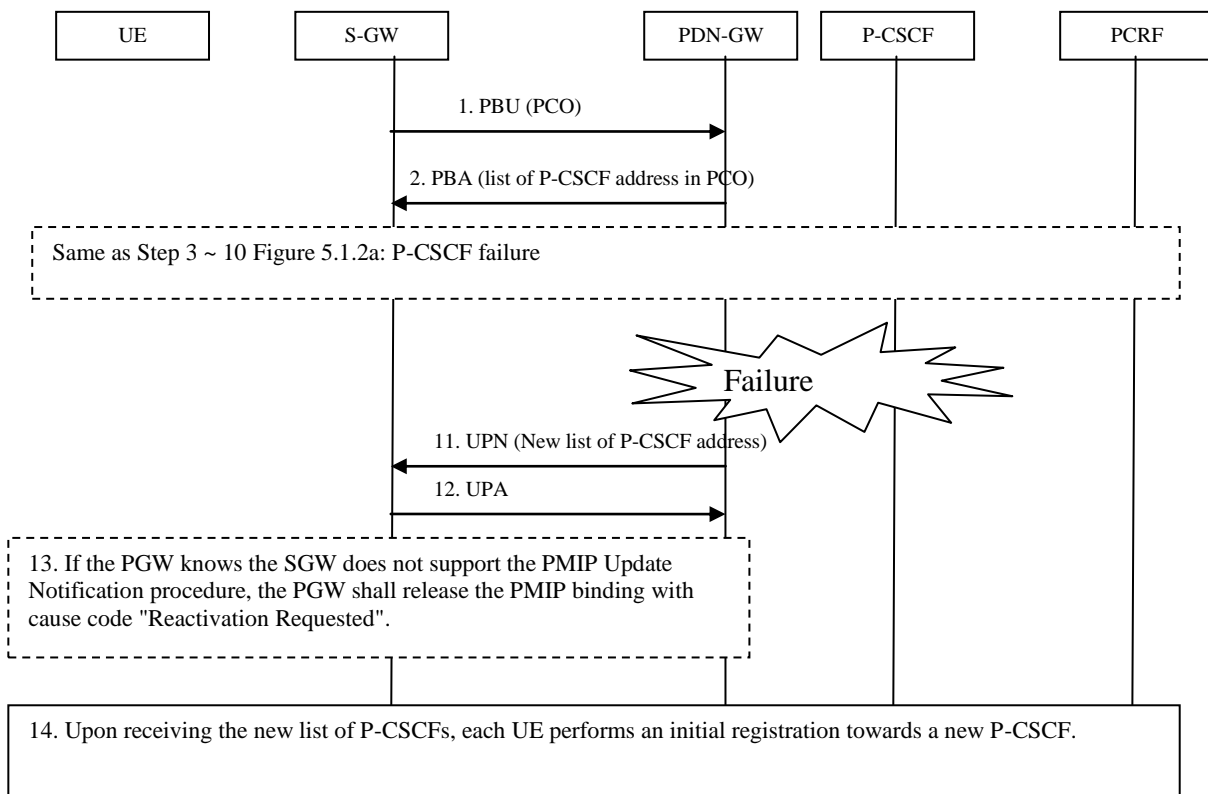 UE
S-GW
PDN-GW
P-CSCF
PCRF
1. PBU (PCO)
2. PBA (list of P-CSCF address in PCO)
Same as Step 3 ~ 10 Figure 5.1.2a: P-CSCF failure
Failure
11. UPN (New list of P-CSCF address)
12. UPA
13. If the PGW knows the SGW does not support the PMIP Update
Notification procedure, the PGW shall release the PMIP binding with
cause code "Reactivation Requested".
14. Upon receiving the new list of P-CSCFs, each UE performs an initial registration towards a new P-CSCF.